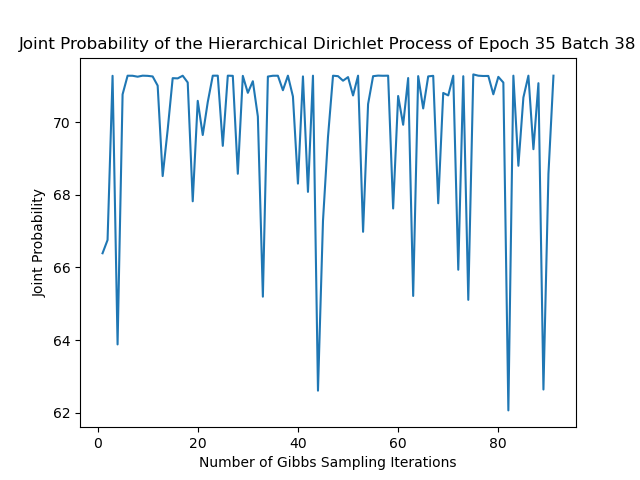 Joint Probability of the Hierarchical Dirichlet Process of Epoch 35 Batch 38
Joint Probability
70
68
66
64
62
0 20 40 60 80
Number of Gibbs Sampling Iterations